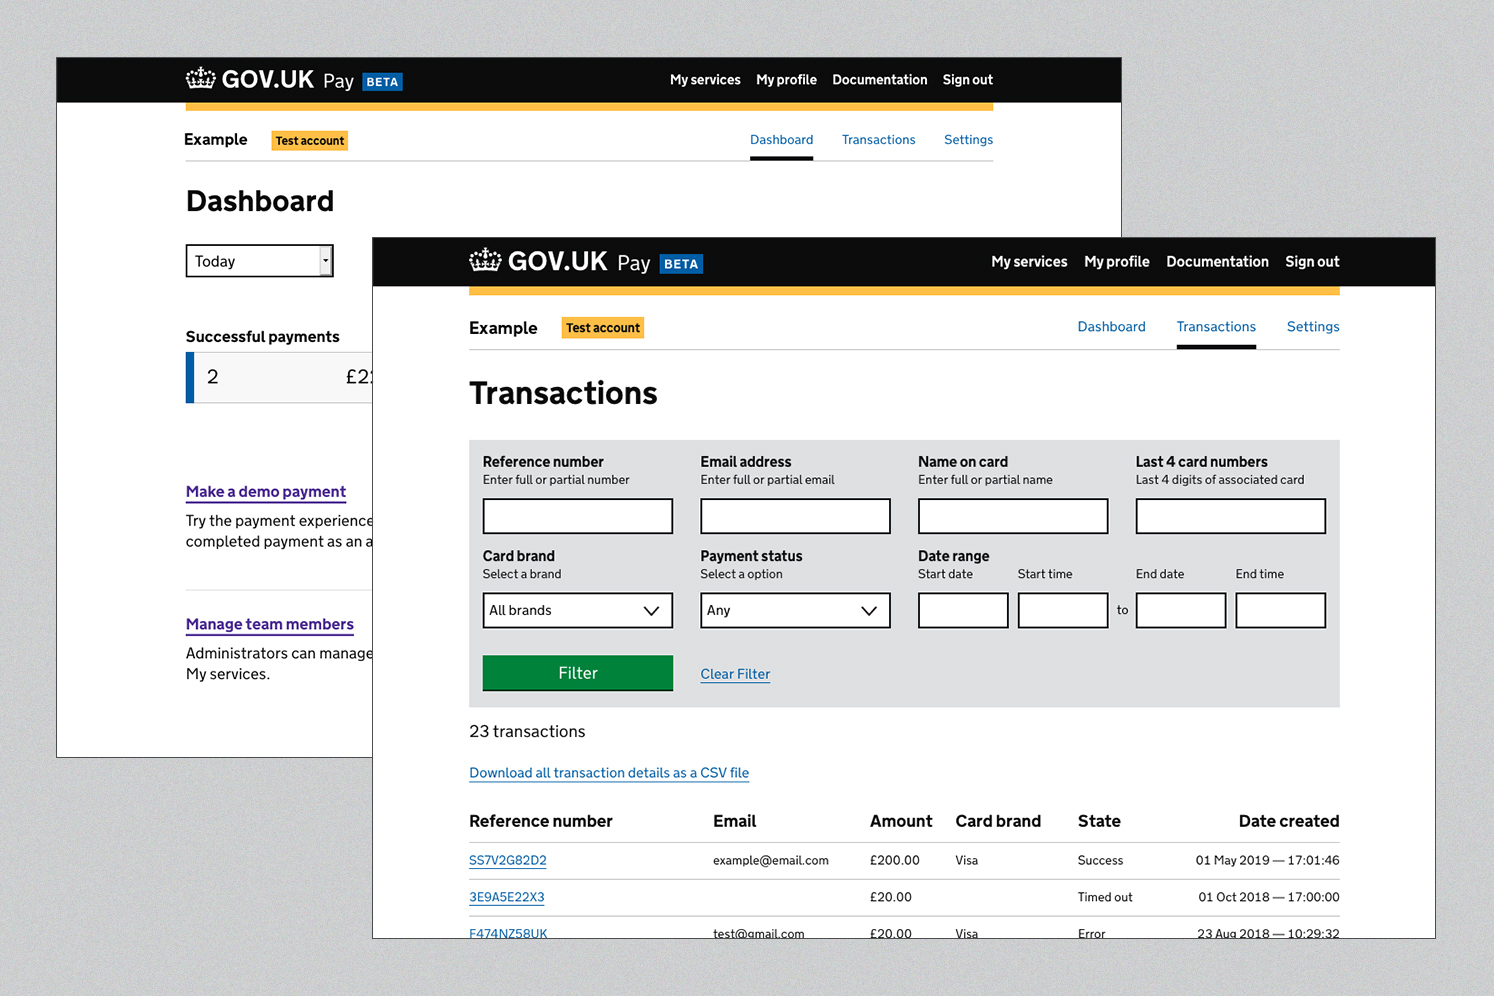 GOV.UK Pay BETA
My services My profile Documentation Sign out
Example Test account
Dashboard Transactions Settings
Dashboard
Today
Successful payments
2 £22
Make a demo payment
Try the payment experience
completed payment as an a
Manage team members
Administrators can manage
My services.
GOV.UK Pay BETA
My services My profile Documentation Sign out
Example Test account
Dashboard Transactions Settings
Transactions
Reference number Email address Name on card Last 4 card numbers
Enter full or partial number Enter full or partial email Enter full or partial name Last 4 digits of associated card
Card brand Payment status Date range
Select a brand Select a option Start date Start time End date End time
All brands Any to
Filter Clear Filter
23 transactions
Download all transaction details as a CSV file
Reference number Email Amount Card brand State Date created
SS7V2G82D2 example@email.com £200.00 Visa Success 01 May 2019 — 17:01:46
3E9A5E22X3 £20.00 Timed out 01 Oct 2018 — 17:00:00
F474NZ58UK test@gmail.com £20.00 Visa Error 23 Aug 2018 — 10:29:32